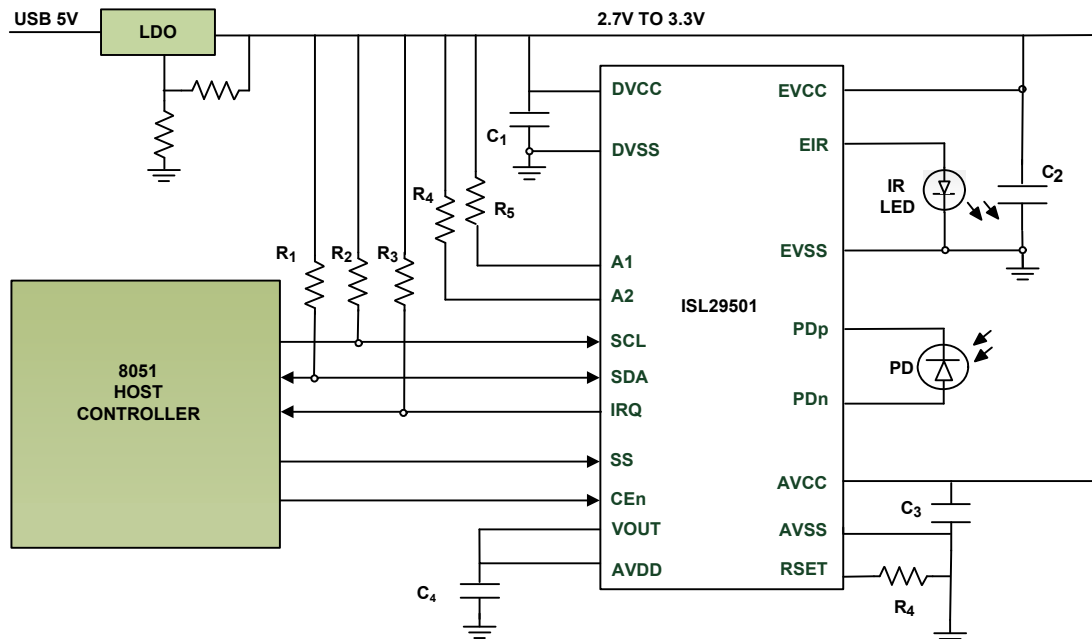 USB 5V
LDO
2.7V TO 3.3V
DVCC
EVCC
C1
DVSS
EIR
R4
R5
IR
LED
C2
R1
R2
R3
A1
EVSS
A2
ISL29501
8051
HOST
CONTROLLER
SCL
PDp
SDA
PD
IRQ
PDn
SS
AVCC
CEn
C3
VOUT
AVSS
AVDD
RSET
C4
R4